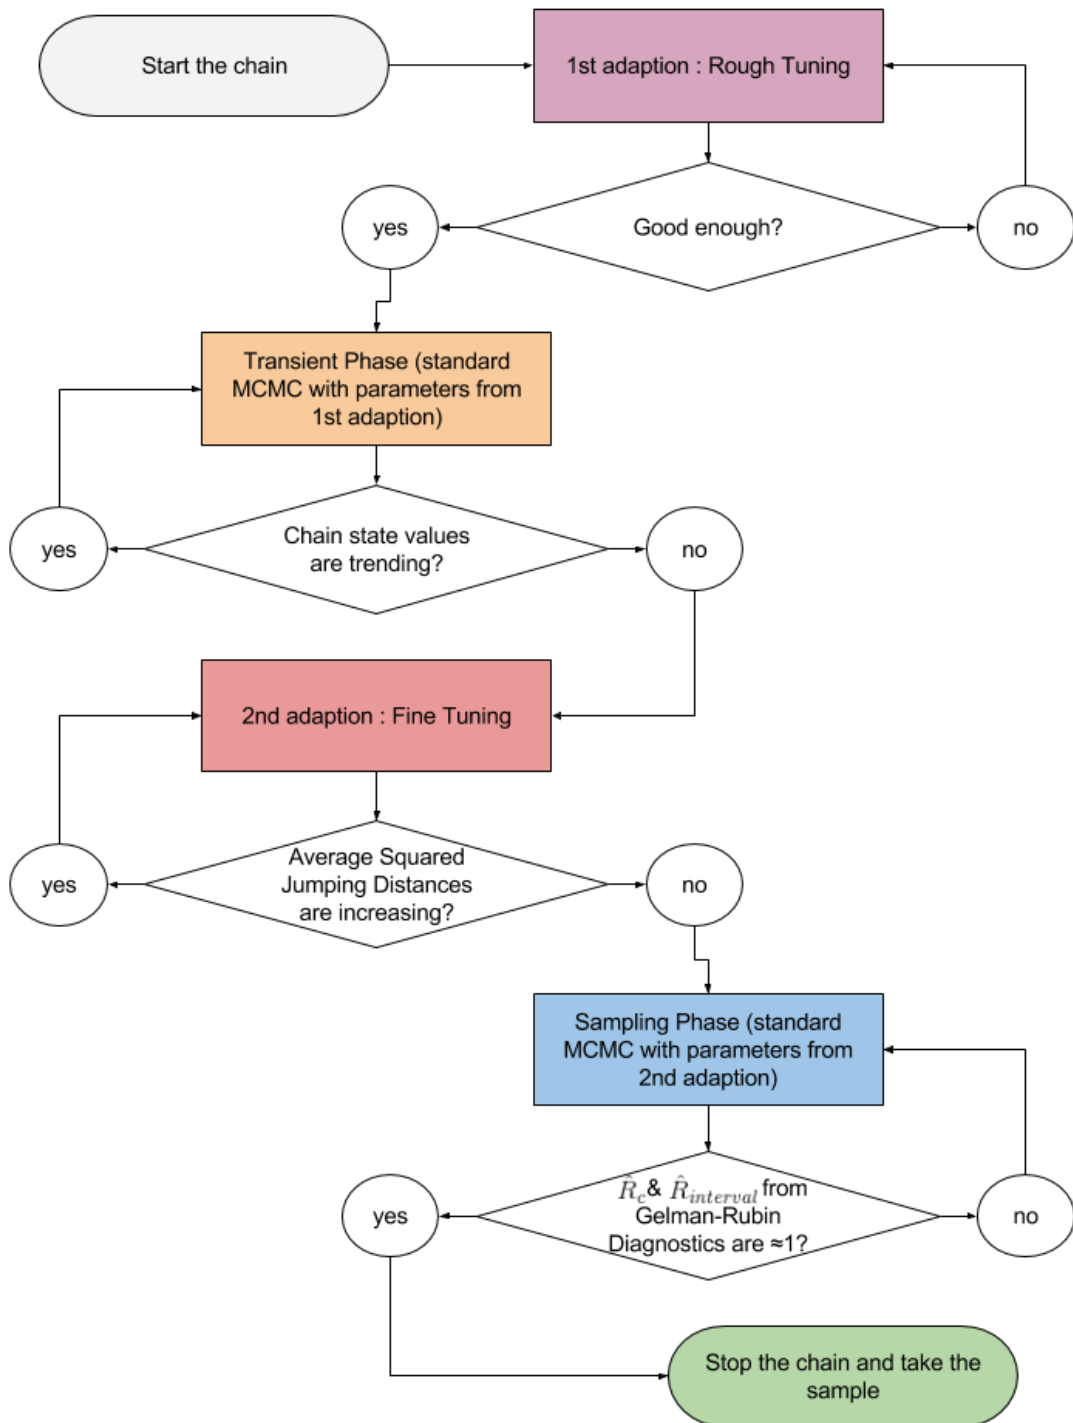 Start the chain
1st adaption : Rough Tuning
yes
Good enough?
no
Transient Phase (standard
MCMC with parameters from
1st adaption)
yes
Chain state values
are trending?
no
2nd adaption : Fine Tuning
yes
Average Squared
Jumping Distances
are increasing?
no
Sampling Phase (standard
MCMC with parameters from
2nd adaption)
yes
R̂_c & R̂_interval from
Gelman-Rubin
Diagnostics are ≈1?
no
Stop the chain and take the
sample